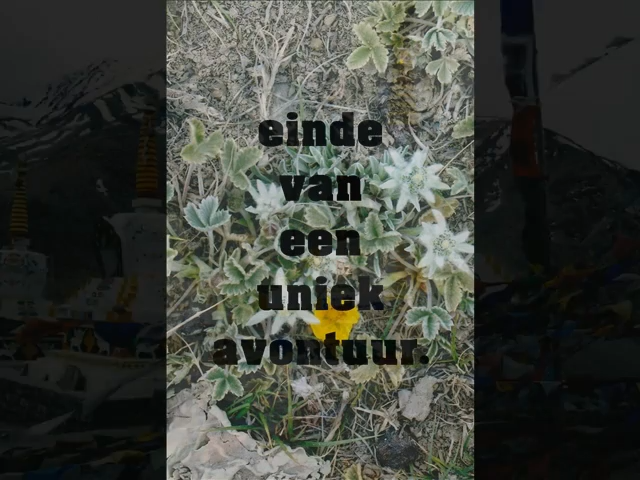 einde
van
een
uniek
avontuur.